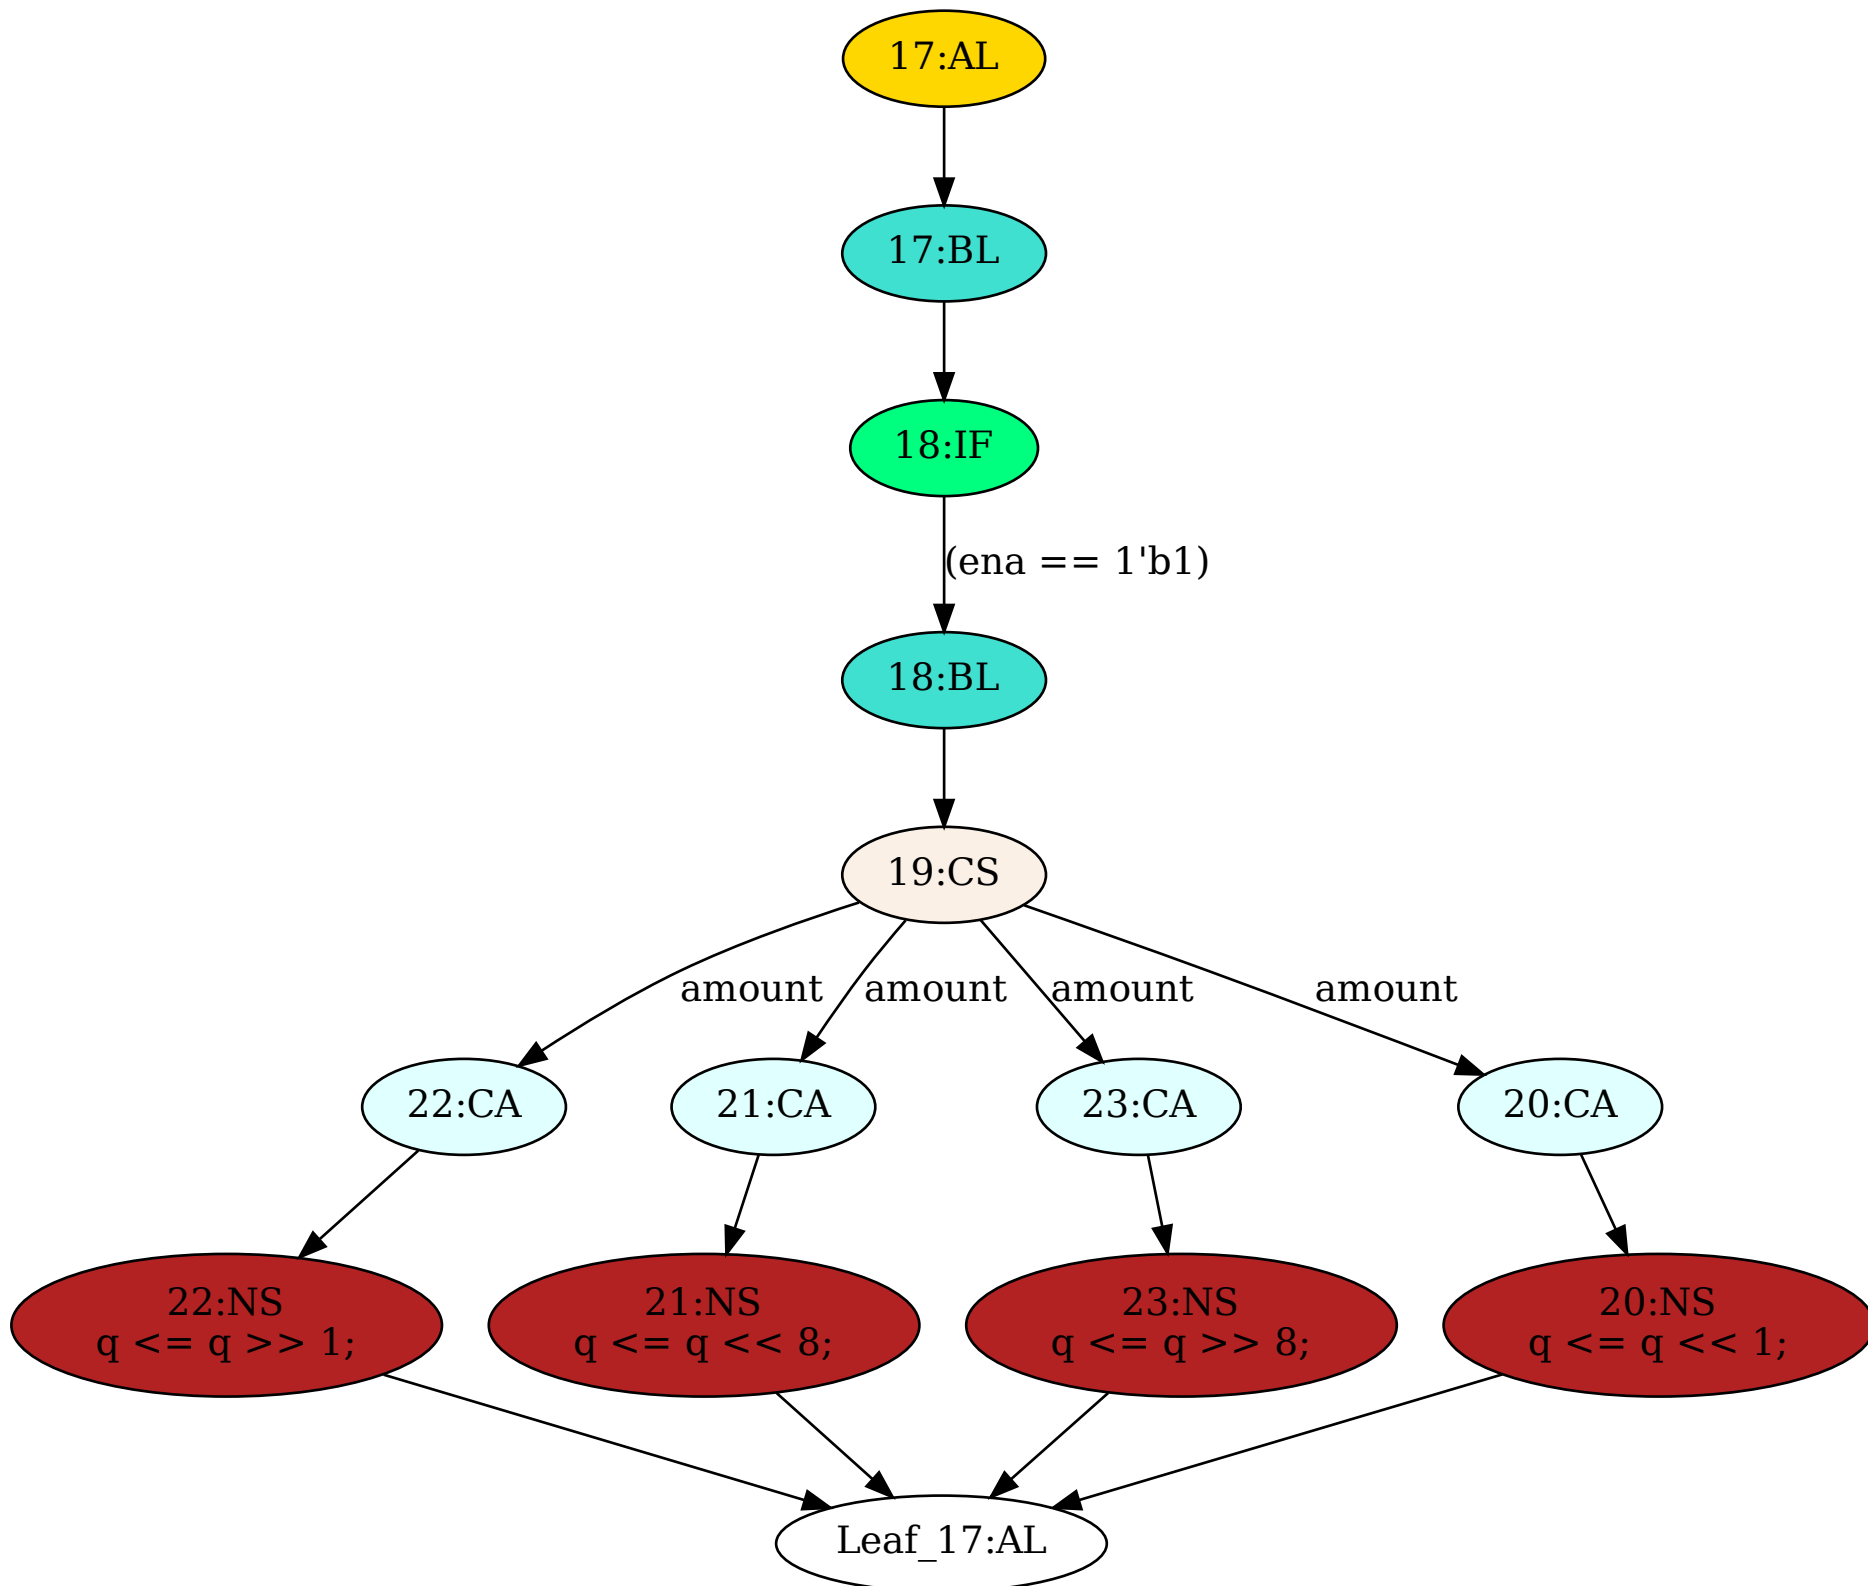 17:AL
17:BL
18:IF
(ena == 1'b1)
18:BL
19:CS
amount
amount
amount
amount
22:CA
21:CA
23:CA
20:CA
22:NS
q <= q >> 1;
21:NS
q <= q << 8;
23:NS
q <= q >> 8;
20:NS
q <= q << 1;
Leaf_17:AL